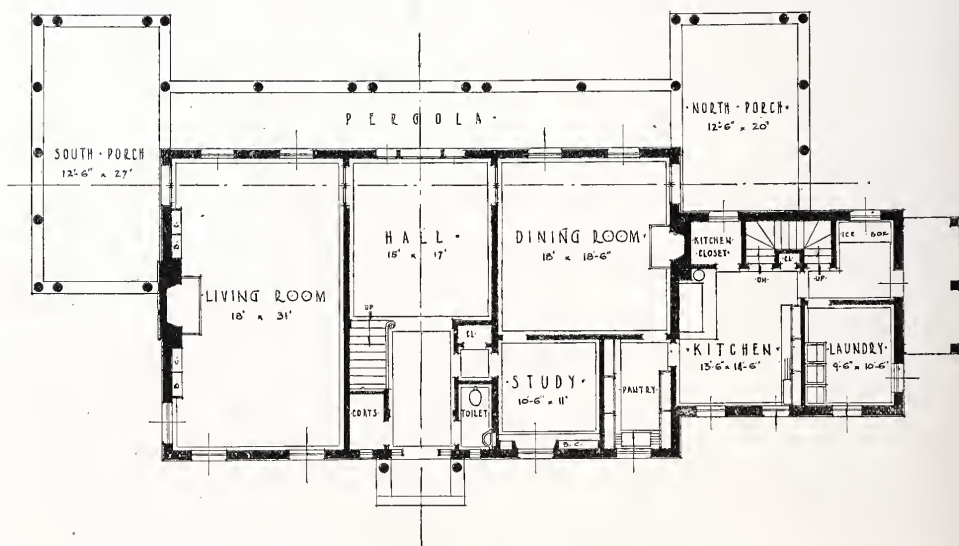 PERGOLA·
·NORTH·PORCH·
12'-6" x 20'
SOUTH·PORCH
12'-6" x 27'
HALL·
15' x 17'
DINING ROOM·
18' x 18'-6"
KITCHEN·
CLOSET·
CL·
DN·
·UP·
ICE BOX
·LIVING ROOM
18' x 31'
B. C.
B. C.
UP
CL·
·KITCHEN·
13'-6" x 14'-6"
·LAUNDRY·
9'-6" x 10'-6"
·STUDY·
10'-6" x 11'
PANTRY
COATS
TOILET
B. C.